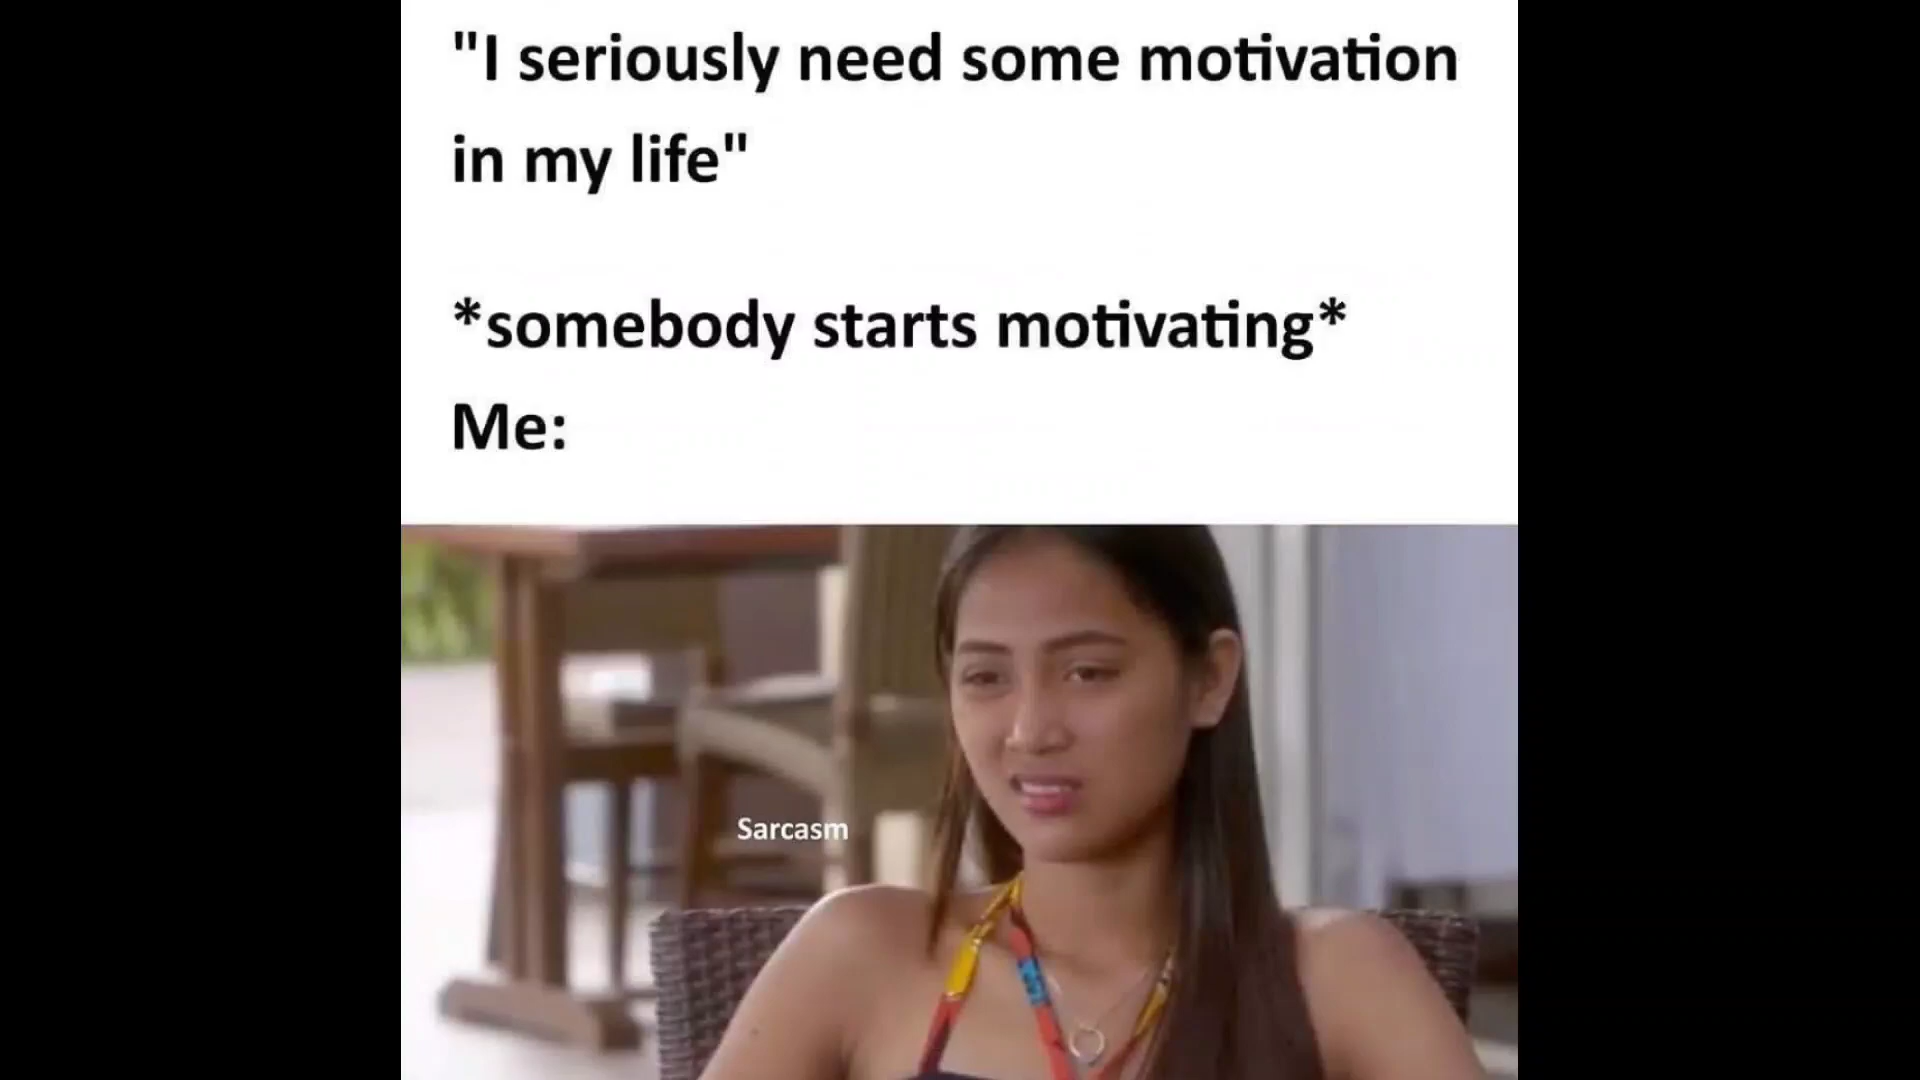 "I seriously need some motivation
in my life"
*somebody starts motivating*
Me:
Sarcasm